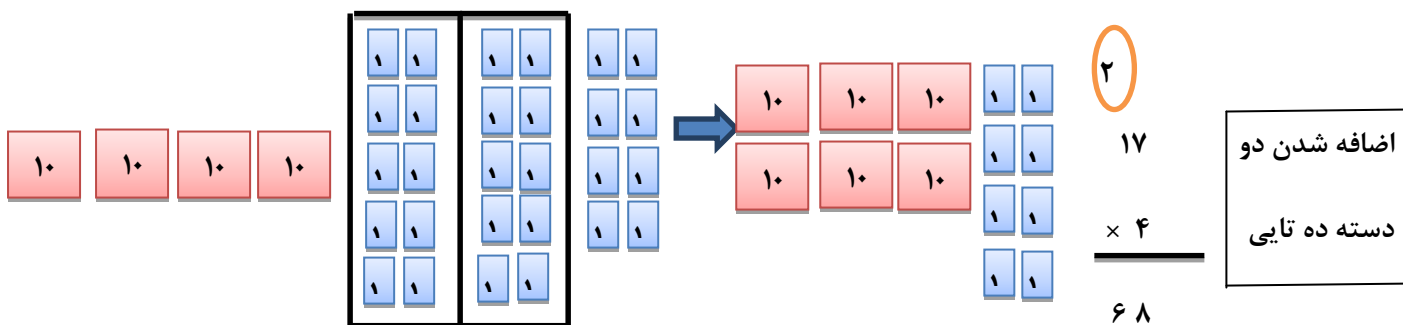 ۱۰ ۱۰ ۱۰ ۱۰
۱ ۱ ۱ ۱ ۱ ۱
۱ ۱ ۱ ۱ ۱ ۱
۱ ۱ ۱ ۱ ۱ ۱
۱ ۱ ۱ ۱ ۱ ۱
۱ ۱ ۱ ۱
۱۰ ۱۰ ۱۰
۱۰ ۱۰ ۱۰
۱ ۱
۱ ۱
۱ ۱
۱ ۱
۲
۱۷
× ۴
۶ ۸
اضافه شدن دو
دسته ده تایی